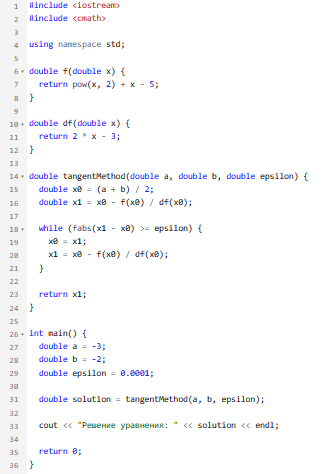 1 #include <iostream>
2 #include <cmath>
3
4 using namespace std;
5
6 double f(double x) {
7 return pow(x, 2) + x - 5;
8 }
9
10 double df(double x) {
11 return 2 * x - 3;
12 }
13
14 double tangentMethod(double a, double b, double epsilon) {
15 double x0 = (a + b) / 2;
16 double x1 = x0 - f(x0) / df(x0);
17
18 while (fabs(x1 - x0) >= epsilon) {
19 x0 = x1;
20 x1 = x0 - f(x0) / df(x0);
21 }
22
23 return x1;
24 }
25
26 int main() {
27 double a = -3;
28 double b = -2;
29 double epsilon = 0.0001;
30
31 double solution = tangentMethod(a, b, epsilon);
32
33 cout << "Решение уравнения: " << solution << endl;
34
35 return 0;
36 }